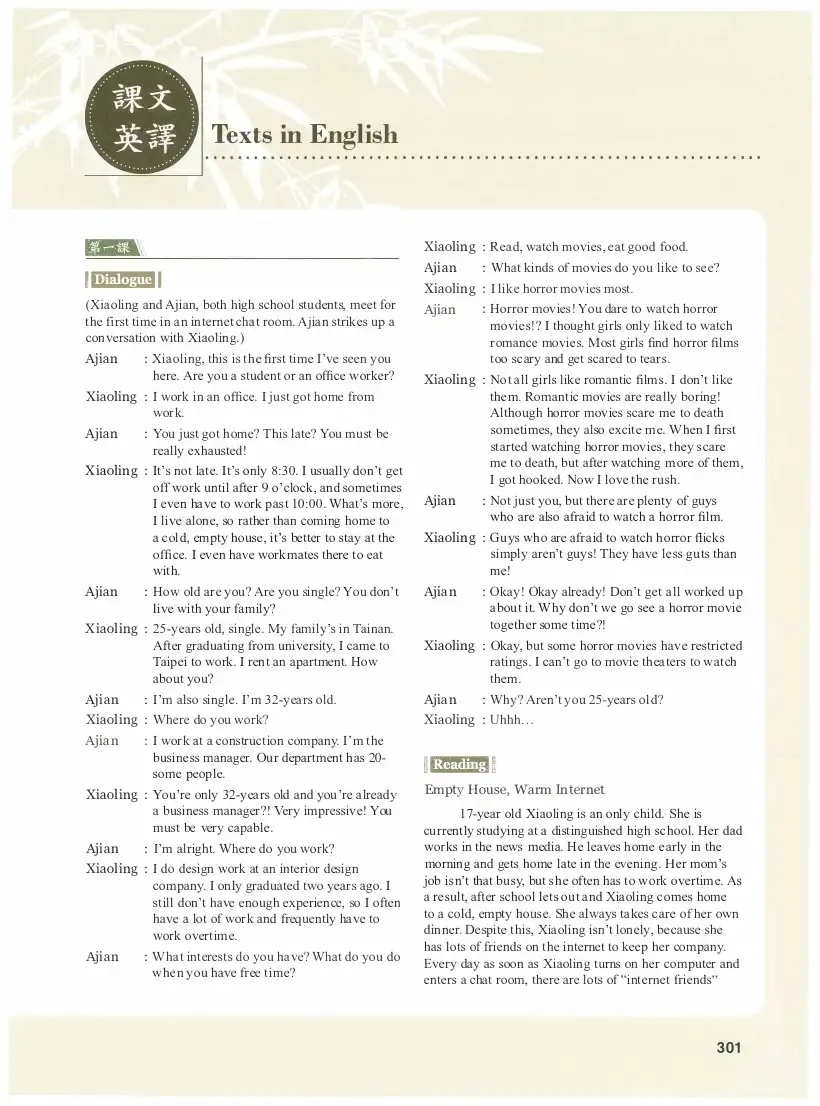 課文
英譯
Texts in English
第一課
Dialogue
(Xiaoling and Ajian, both high school students, meet for
the first time in an internet chat room. Ajian strikes up a
conversation with Xiaoling.)
Ajian : Xiaoling, this is the first time I've seen you
here. Are you a student or an office worker?
Xiaoling : I work in an office. I just got home from
work.
Ajian : You just got home? This late? You must be
really exhausted!
Xiaoling : It's not late. It's only 8:30. I usually don't get
off work until after 9 o'clock, and sometimes
I even have to work past 10:00. What's more,
I live alone, so rather than coming home to
a cold, empty house, it's better to stay at the
office. I even have workmates there to eat
with.
Ajian : How old are you? Are you single? You don't
live with your family?
Xiaoling : 25-years old, single. My family's in Tainan.
After graduating from university, I came to
Taipei to work. I rent an apartment. How
about you?
Ajian : I'm also single. I'm 32-years old.
Xiaoling : Where do you work?
Ajian : I work at a construction company. I'm the
business manager. Our department has 20-
some people.
Xiaoling : You're only 32-years old and you're already
a business manager?! Very impressive! You
must be very capable.
Ajian : I'm alright. Where do you work?
Xiaoling : I do design work at an interior design
company. I only graduated two years ago. I
still don't have enough experience, so I often
have a lot of work and frequently have to
work overtime.
Ajian : What interests do you have? What do you do
when you have free time?
Xiaoling : Read, watch movies, eat good food.
Ajian : What kinds of movies do you like to see?
Xiaoling : I like horror movies most.
Ajian : Horror movies! You dare to watch horror
movies!? I thought girls only liked to watch
romance movies. Most girls find horror films
too scary and get scared to tears.
Xiaoling : Not all girls like romantic films. I don't like
them. Romantic movies are really boring!
Although horror movies scare me to death
sometimes, they also excite me. When I first
started watching horror movies, they scare
me to death, but after watching more of them,
I got hooked. Now I love the rush.
Ajian : Not just you, but there are plenty of guys
who are also afraid to watch a horror film.
Xiaoling : Guys who are afraid to watch horror flicks
simply aren't guys! They have less guts than
me!
Ajian : Okay! Okay already! Don't get all worked up
about it. Why don't we go see a horror movie
together some time?!
Xiaoling : Okay, but some horror movies have restricted
ratings. I can't go to movie theaters to watch
them.
Ajian : Why? Aren't you 25-years old?
Xiaoling : Uhhh…
Reading
Empty House, Warm Internet
17-year old Xiaoling is an only child. She is
currently studying at a distinguished high school. Her dad
works in the news media. He leaves home early in the
morning and gets home late in the evening. Her mom's
job isn't that busy, but she often has to work overtime. As
a result, after school lets out and Xiaoling comes home
to a cold, empty house. She always takes care of her own
dinner. Despite this, Xiaoling isn't lonely, because she
has lots of friends on the internet to keep her company.
Every day as soon as Xiaoling turns on her computer and
enters a chat room, there are lots of "internet friends"
301